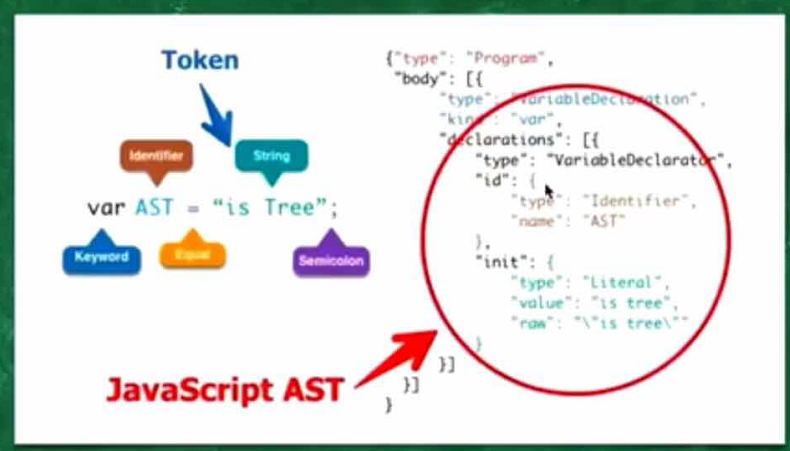 Token
Identifier
String
var AST = “is Tree”;
Keyword
Equal
Semicolon
JavaScript AST
{"type": "Program",
"body": [{
"type": "VariableDeclaration",
"kind": "var",
"declarations": [{
"type": "VariableDeclarator",
"id": {
"type": "Identifier",
"name": "AST"
},
"init": {
"type": "Literal",
"value": "is tree",
"raw": "\"is tree\""
}
}]
}]
}